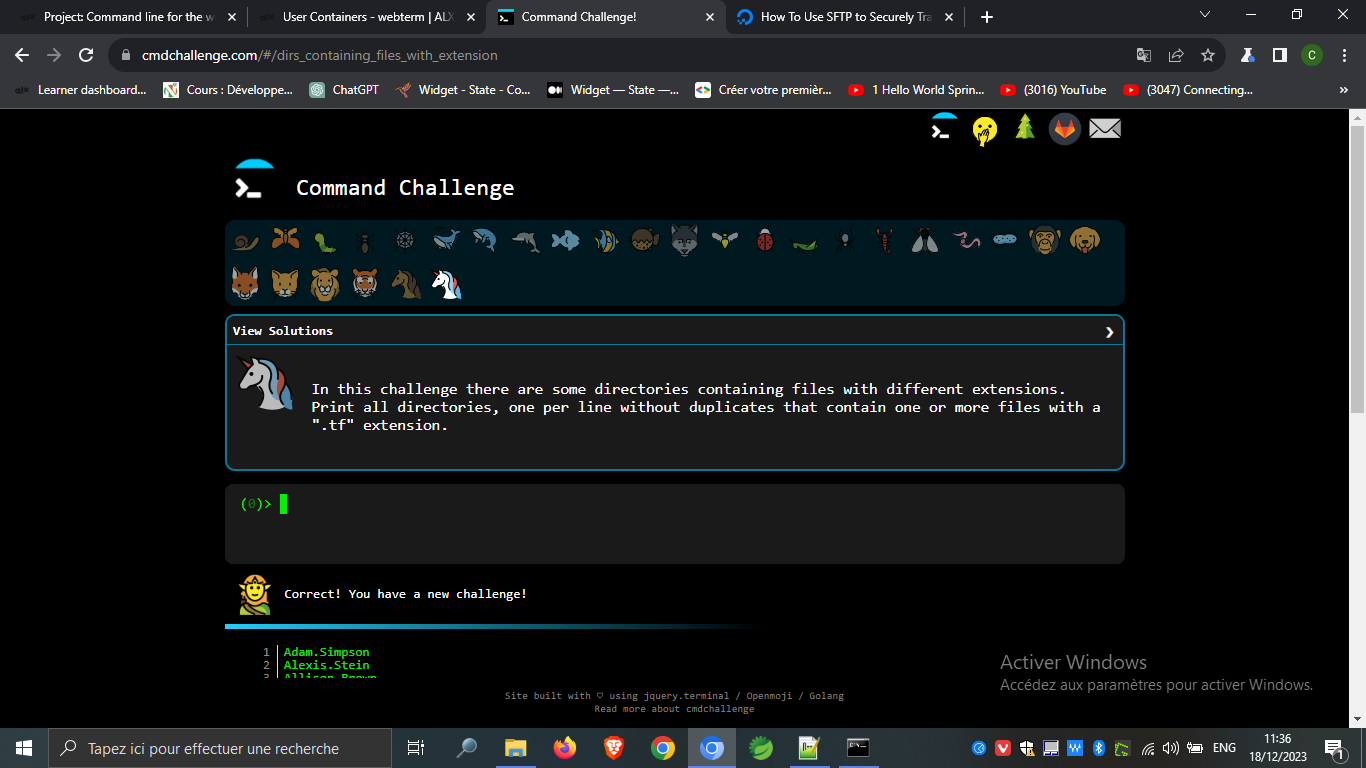 Project: Command line for the w
User Containers - webterm | ALX
Command Challenge!
How To Use SFTP to Securely Tra
cmdchallenge.com/#/dirs_containing_files_with_extension
C
Learner dashboard...
Cours : Développe...
ChatGPT
Widget - State - Co...
Widget — State —...
Créer votre premièr...
1 Hello World Sprin...
(3016) YouTube
(3047) Connecting...
»
Command Challenge
View Solutions
In this challenge there are some directories containing files with different extensions.
Print all directories, one per line without duplicates that contain one or more files with a
".tf" extension.
(0)>
Correct! You have a new challenge!
1 Adam.Simpson
2 Alexis.Stein
3 Allison.Brown
Activer Windows
Accédez aux paramètres pour activer Windows.
Site built with ♡ using jquery.terminal / Openmoji / Golang
Read more about cmdchallenge
Tapez ici pour effectuer une recherche
ENG
11:36
18/12/2023
1